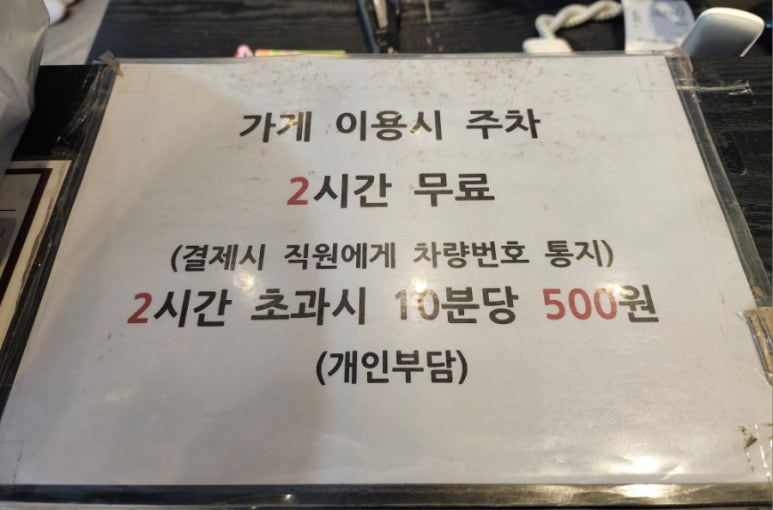 가게 이용시 주차
2시간 무료
(결제시 직원에게 차량번호 통지)
2시간 초과시 10분당 500원
(개인부담)